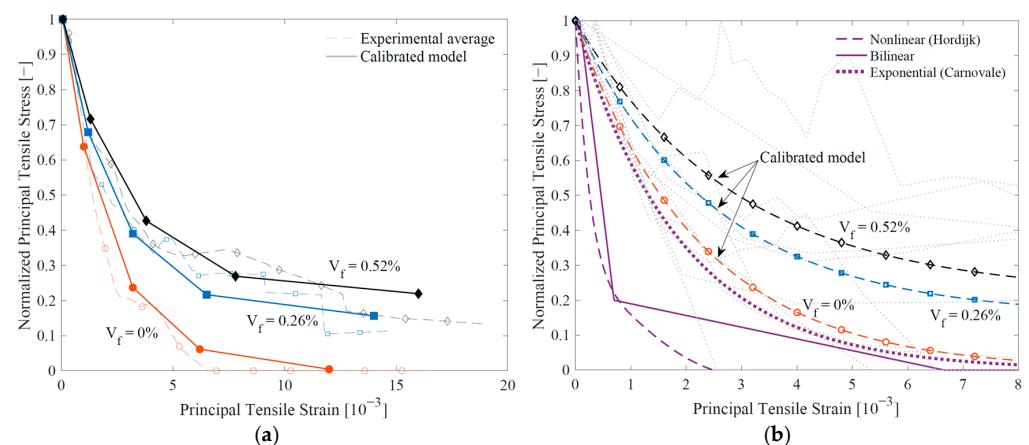 Normalized Principal Tensile Stress [−]
1
0.9
0.8
0.7
0.6
0.5
0.4
0.3
0.2
0.1
0
Experimental average
Calibrated model
V_f = 0.52%
V_f = 0.26%
V_f = 0%
0 5 10 15 20
Principal Tensile Strain [10^−3]
(a)
Normalized Principal Tensile Stress [−]
1
0.9
0.8
0.7
0.6
0.5
0.4
0.3
0.2
0.1
0
Nonlinear (Hordijk)
Bilinear
Exponential (Carnovale)
Calibrated model
V_f = 0.52%
V_f = 0%
V_f = 0.26%
0 1 2 3 4 5 6 7 8
Principal Tensile Strain [10^−3]
(b)